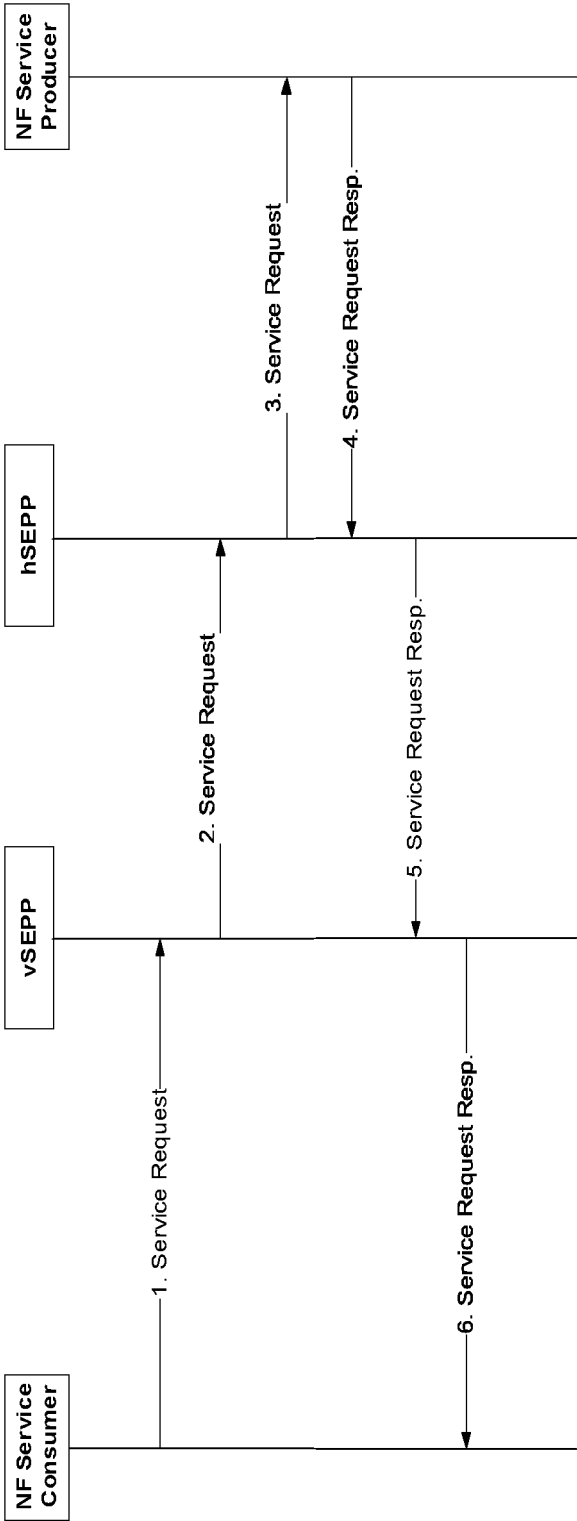 NF Service
Consumer
vSEPP
hSEPP
NF Service
Producer
1. Service Request
2. Service Request
3. Service Request
4. Service Request Resp.
5. Service Request Resp.
6. Service Request Resp.